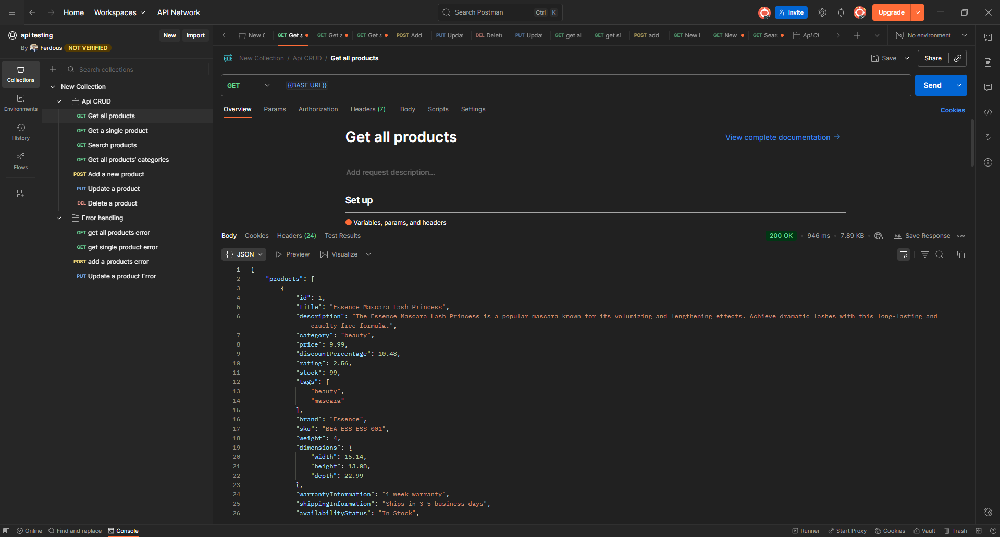 Home Workspaces API Network Search Postman Ctrl K Invite Upgrade
api testing New Import
By Ferdous NOT VERIFIED
New C GET Get a GET Get a GET Get a POST Add PUT Updat DEL Delete PUT Updat GET get al GET get si POST add GET New F GET New GET Searc Api CF No environment
New Collection / Api CRUD / Get all products Save Share
Search collections
Collections
Environments
History
Flows
New Collection
Api CRUD
GET Get all products
GET Get a single product
GET Search products
GET Get all products’ categories
POST Add a new product
PUT Update a product
DEL Delete a product
Error handling
GET get all products error
GET get single product error
POST add a products error
PUT Update a product Error
GET {{BASE URL}} Send
Overview Params Authorization Headers (7) Body Scripts Settings Cookies
Get all products View complete documentation →
Add request description...
Set up
Variables, params, and headers
Body Cookies Headers (24) Test Results 200 OK • 946 ms • 7.89 KB Save Response
{} JSON Preview Visualize
1 {
2 "products": [
3 {
4 "id": 1,
5 "title": "Essence Mascara Lash Princess",
6 "description": "The Essence Mascara Lash Princess is a popular mascara known for its volumizing and lengthening effects. Achieve dramatic lashes with this long-lasting and
cruelty-free formula.",
7 "category": "beauty",
8 "price": 9.99,
9 "discountPercentage": 10.48,
10 "rating": 2.56,
11 "stock": 99,
12 "tags": [
13 "beauty",
14 "mascara"
15 ],
16 "brand": "Essence",
17 "sku": "BEA-ESS-ESS-001",
18 "weight": 4,
19 "dimensions": {
20 "width": 15.14,
21 "height": 13.08,
22 "depth": 22.99
23 },
24 "warrantyInformation": "1 week warranty",
25 "shippingInformation": "Ships in 3-5 business days",
26 "availabilityStatus": "In Stock",
Online Find and replace Console Runner Start Proxy Cookies Vault Trash